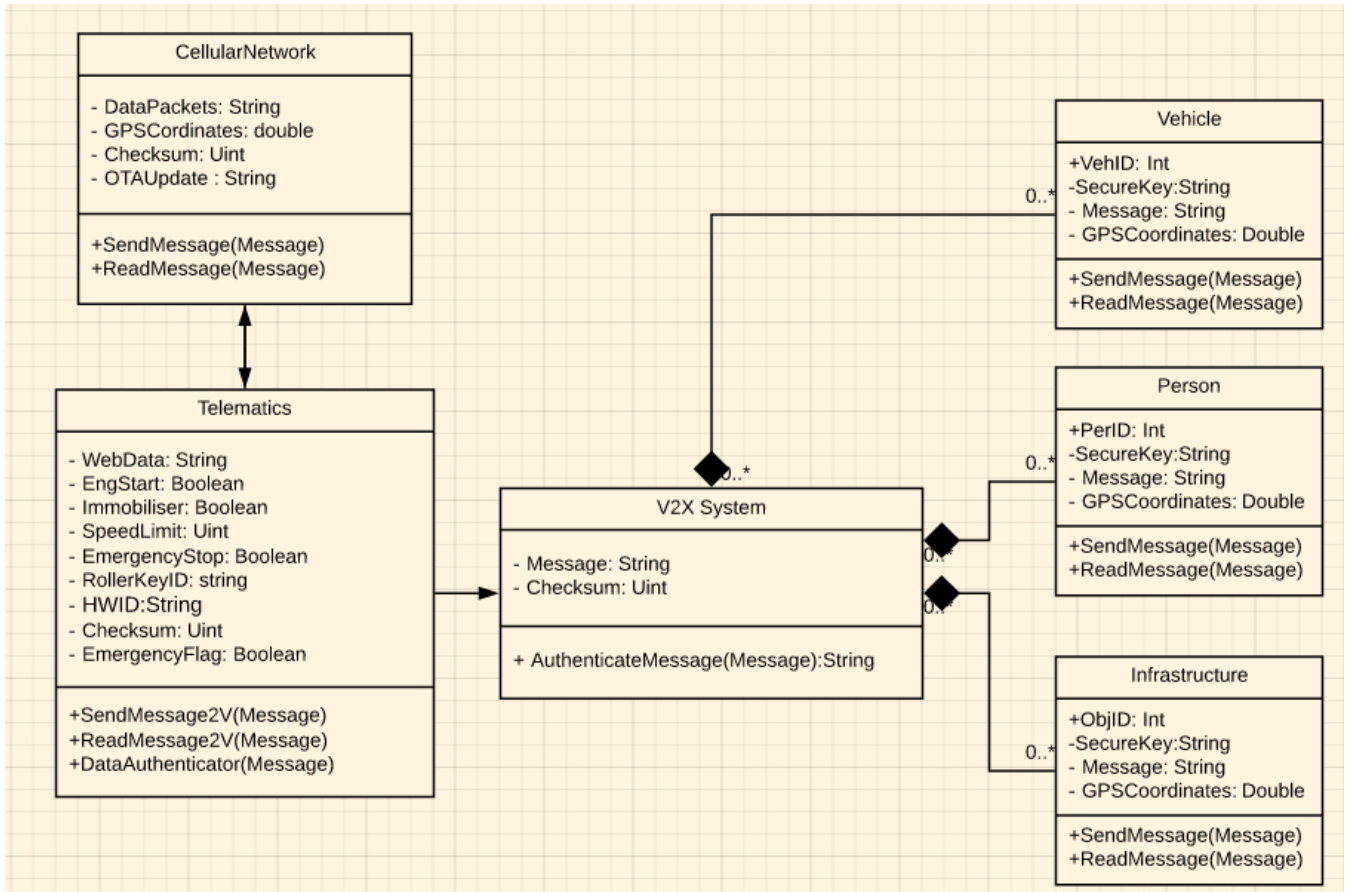 CellularNetwork
- DataPackets: String
- GPSCordinates: double
- Checksum: Uint
- OTAUpdate : String
+SendMessage(Message)
+ReadMessage(Message)
Telematics
- WebData: String
- EngStart: Boolean
- Immobiliser: Boolean
- SpeedLimit: Uint
- EmergencyStop: Boolean
- RollerKeyID: string
- HWID:String
- Checksum: Uint
- EmergencyFlag: Boolean
+SendMessage2V(Message)
+ReadMessage2V(Message)
+DataAuthenticator(Message)
V2X System
- Message: String
- Checksum: Uint
+ AuthenticateMessage(Message):String
0..*
0..*
0..*
Vehicle
+VehID: Int
-SecureKey:String
- Message: String
- GPSCoordinates: Double
+SendMessage(Message)
+ReadMessage(Message)
0..*
Person
+PerID: Int
-SecureKey:String
- Message: String
- GPSCoordinates: Double
+SendMessage(Message)
+ReadMessage(Message)
0..*
Infrastructure
+ObjID: Int
-SecureKey:String
- Message: String
- GPSCoordinates: Double
+SendMessage(Message)
+ReadMessage(Message)
0..*